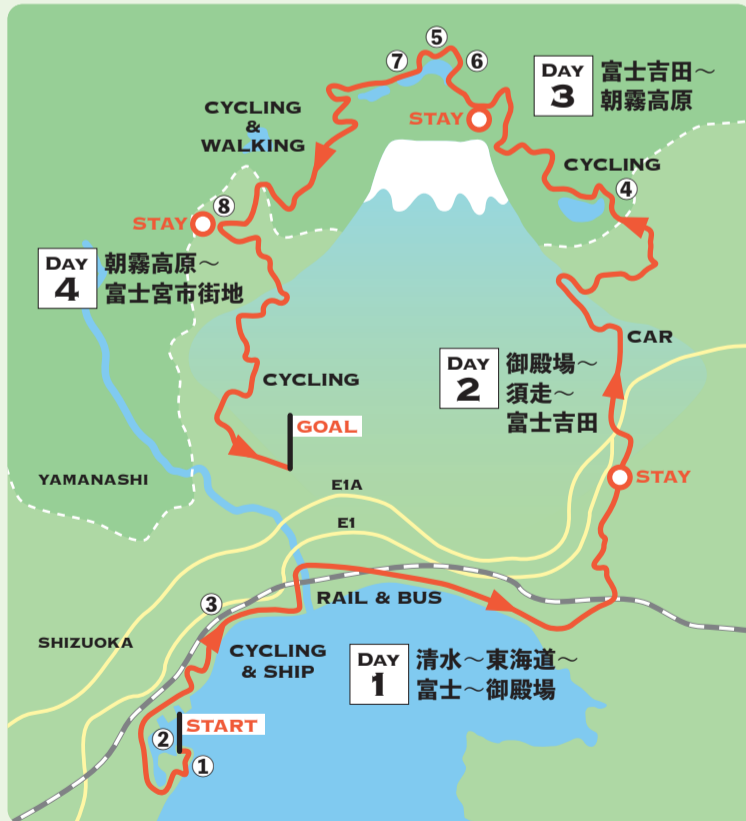 ⑤
⑦
⑥
DAY
3
富士吉田～
朝霧高原
CYCLING
&
WALKING
STAY
CYCLING
④
⑧
STAY
DAY
4
朝霧高原～
富士宮市街地
CAR
DAY
2
御殿場～
須走～
富士吉田
CYCLING
GOAL
STAY
YAMANASHI
E1A
E1
③
RAIL & BUS
SHIZUOKA
CYCLING
& SHIP
DAY
1
清水～東海道～
富士～御殿場
START
②
①